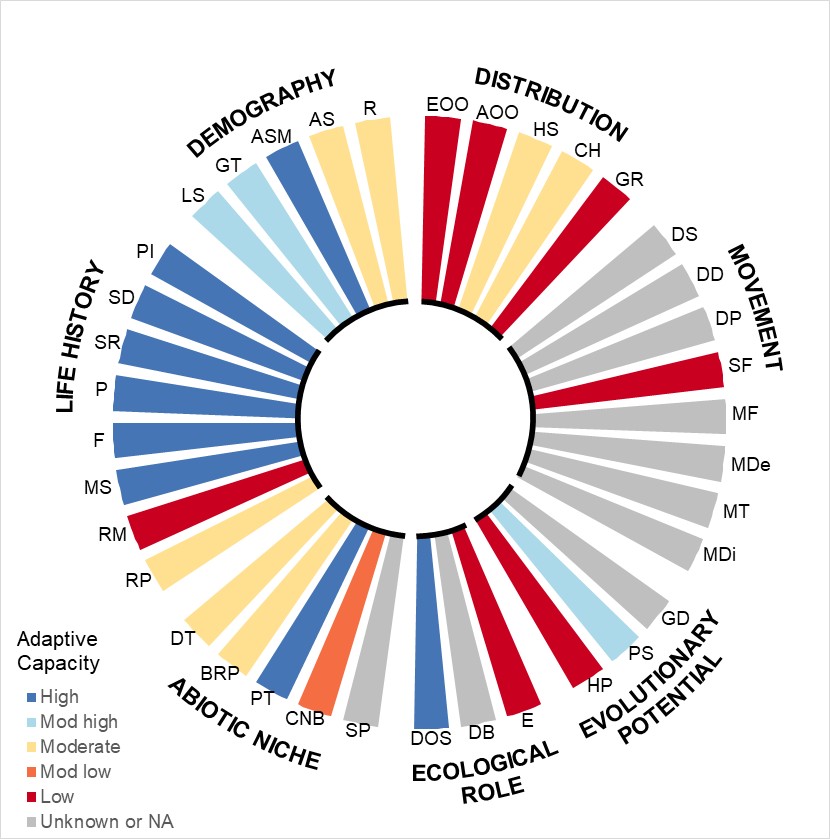 DEMOGRAPHY
DISTRIBUTION
MOVEMENT
EVOLUTIONARY
POTENTIAL
ECOLOGICAL
ROLE
ABIOTIC NICHE
LIFE HISTORY
EOO
AOO
HS
CH
GR
DS
DD
DP
SF
MF
MDe
MT
MDi
GD
PS
HP
E
DB
DOS
SP
CNB
PT
BRP
DT
RP
RM
MS
F
P
SR
SD
PI
LS
GT
ASM
AS
R
Adaptive
Capacity
High
Mod high
Moderate
Mod low
Low
Unknown or NA